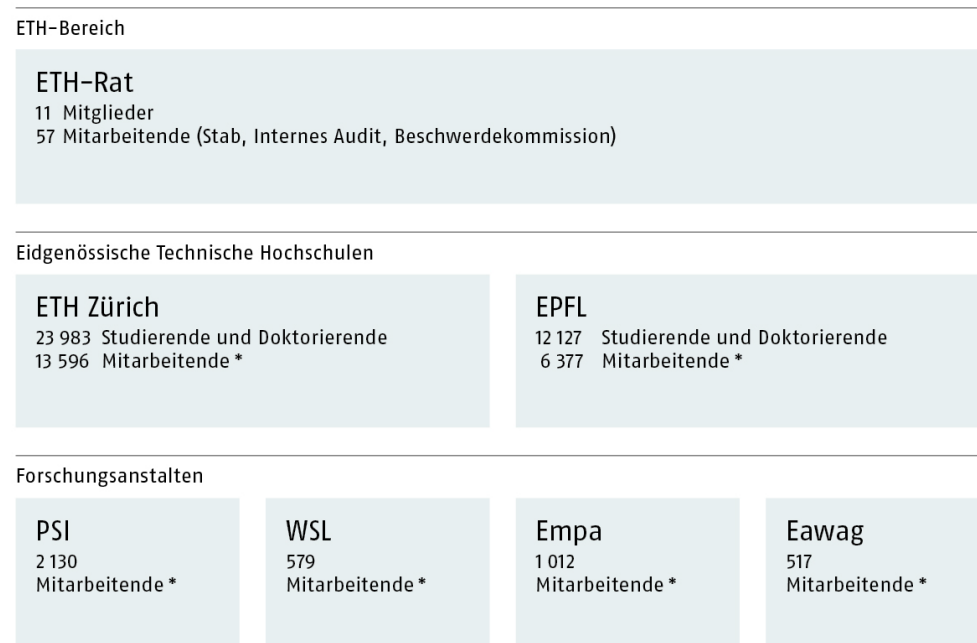 ETH-Bereich
ETH-Rat
11 Mitglieder
57 Mitarbeitende (Stab, Internes Audit, Beschwerdekommission)
Eidgenössische Technische Hochschulen
ETH Zürich
23 983 Studierende und Doktorierende
13 596 Mitarbeitende *
EPFL
12 127 Studierende und Doktorierende
6 377 Mitarbeitende *
Forschungsanstalten
PSI
2 130
Mitarbeitende *
WSL
579
Mitarbeitende *
Empa
1 012
Mitarbeitende *
Eawag
517
Mitarbeitende *